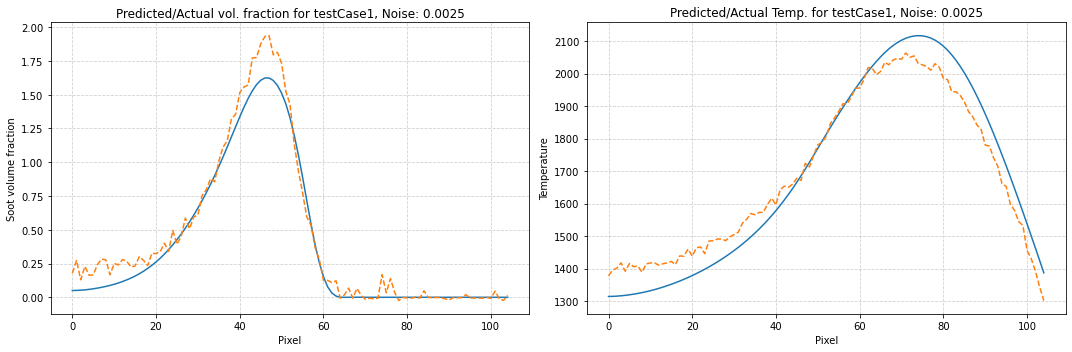 Predicted/Actual vol. fraction for testCase1, Noise: 0.0025
Soot volume fraction
2.00
1.75
1.50
1.25
1.00
0.75
0.50
0.25
0.00
0 20 40 60 80 100
Pixel
Predicted/Actual Temp. for testCase1, Noise: 0.0025
Temperature
2100
2000
1900
1800
1700
1600
1500
1400
1300
0 20 40 60 80 100
Pixel